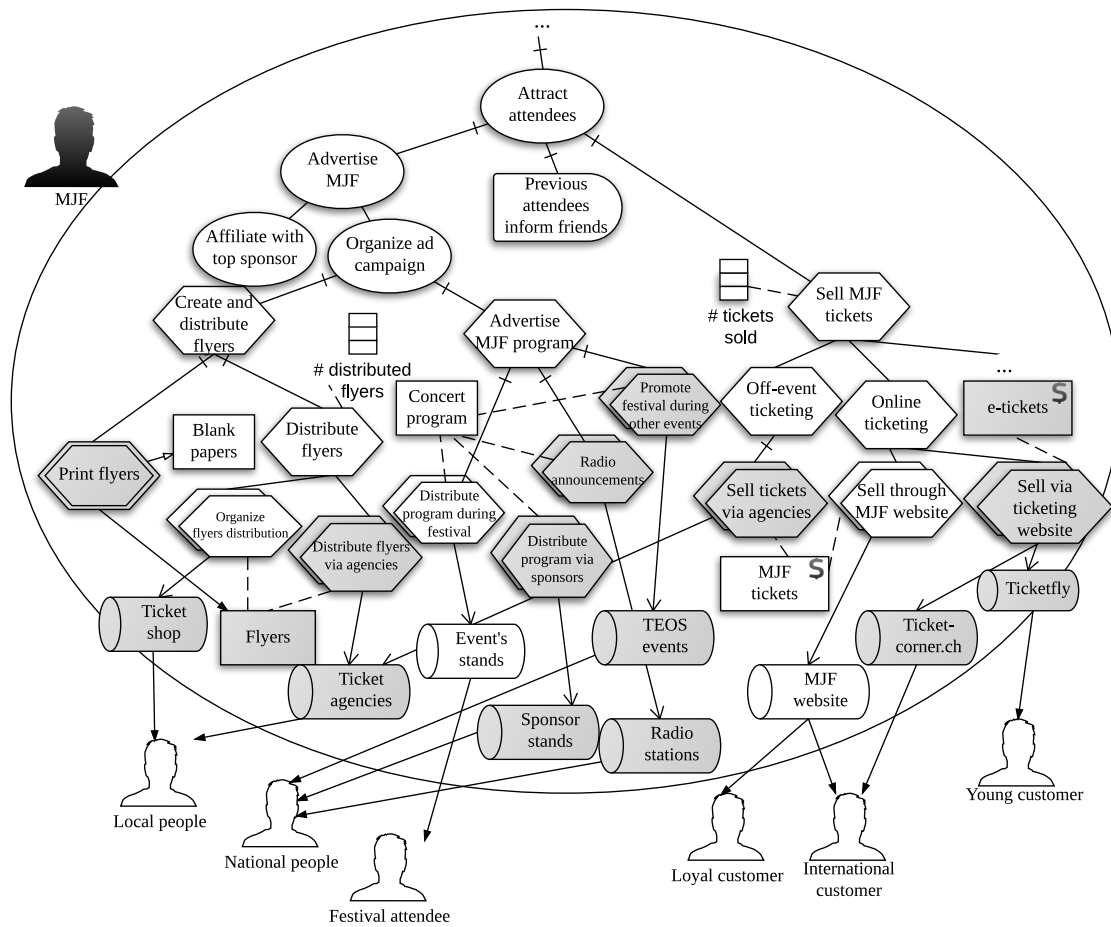 ...
Attract
attendees
MJF
Advertise
MJF
Previous
attendees
inform friends
Affiliate with
top sponsor
Organize ad
campaign
# tickets
sold
Sell MJF
tickets
Create and
distribute
flyers
# distributed
flyers
Advertise
MJF program
...
Concert
program
Promote
festival during
other events
Off-event
ticketing
Online
ticketing
e-tickets
S
Blank
papers
Distribute
flyers
Print flyers
Radio
announcements
Sell tickets
via agencies
Sell through
MJF website
Sell via
ticketing
website
Organize
flyers distribution
Distribute flyers
via agencies
Distribute
program during
festival
Distribute
program via
sponsors
MJF
tickets
S
Ticketfly
Ticket
shop
Flyers
Event's
stands
TEOS
events
Ticket-
corner.ch
Ticket
agencies
MJF
website
Sponsor
stands
Radio
stations
Local people
National people
Festival attendee
Loyal customer
International
customer
Young customer